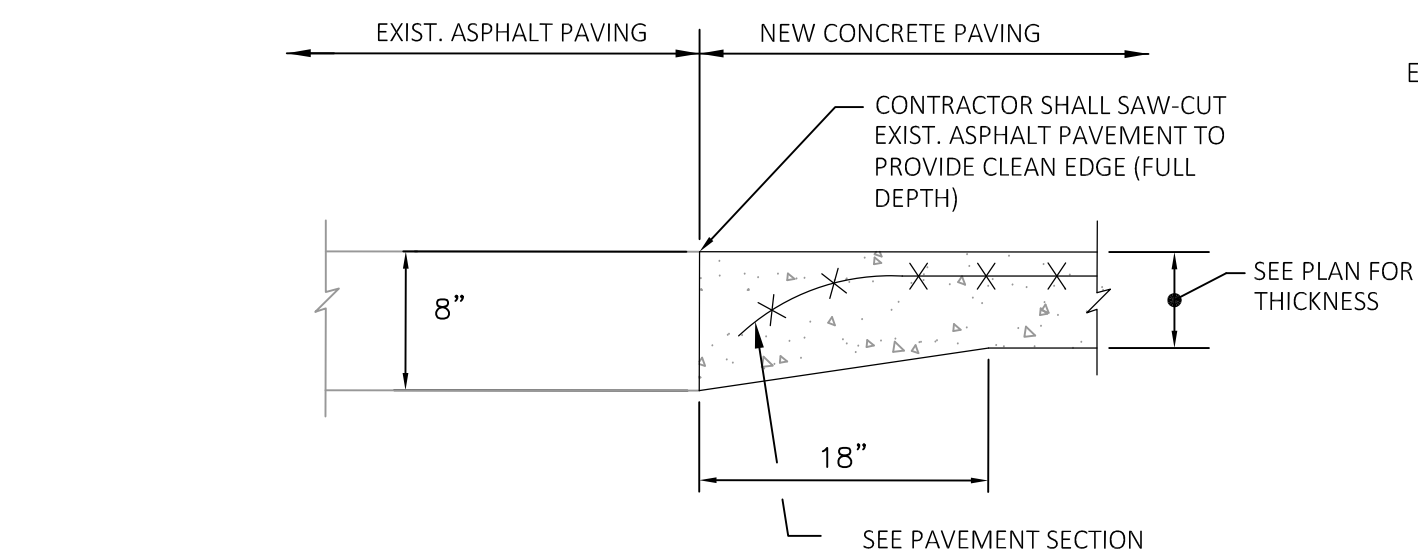 EXIST. ASPHALT PAVING
NEW CONCRETE PAVING
E
CONTRACTOR SHALL SAW-CUT
EXIST. ASPHALT PAVEMENT TO
PROVIDE CLEAN EDGE (FULL
DEPTH)
8”
SEE PLAN FOR
THICKNESS
18”
SEE PAVEMENT SECTION